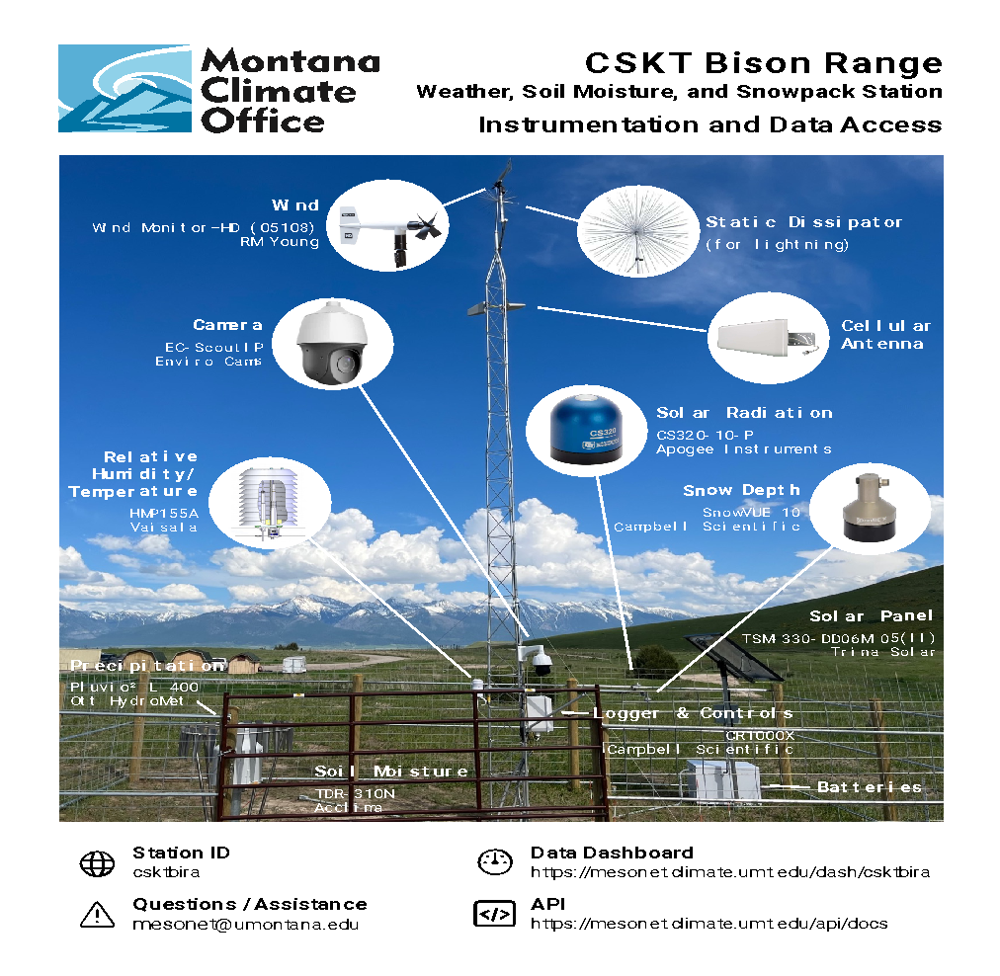 Montana
Climate
Office
CSKT Bison Range
Weather, Soil Moisture, and Snowpack Station
Instrumentation and Data Access
Wind
Wind Monitor-HD (05108)
RM Young
Static Dissipator
(for lightning)
Camera
EC-ScoutIP
Enviro Cams
Cellular
Antenna
CS320
Solar Radiation
CS320-10-P
Apogee Instruments
Relative
Humidity/
Temperature
HMP155A
Vaisala
Snow Depth
SnowVUE 10
Campbell Scientific
Solar Panel
TSM-330-DD06M.05(II)
Trina Solar
Precipitation
Pluvio² L 400
Ott HydroMet
Logger & Controls
CR1000X
Campbell Scientific
Soil Moisture
TDR-310N
Acclima
Batteries
Station ID
csktbira
Data Dashboard
https://mesonet.climate.umt.edu/dash/csktbira
Questions / Assistance
mesonet@umontana.edu
</>
API
https://mesonet.climate.umt.edu/api/docs